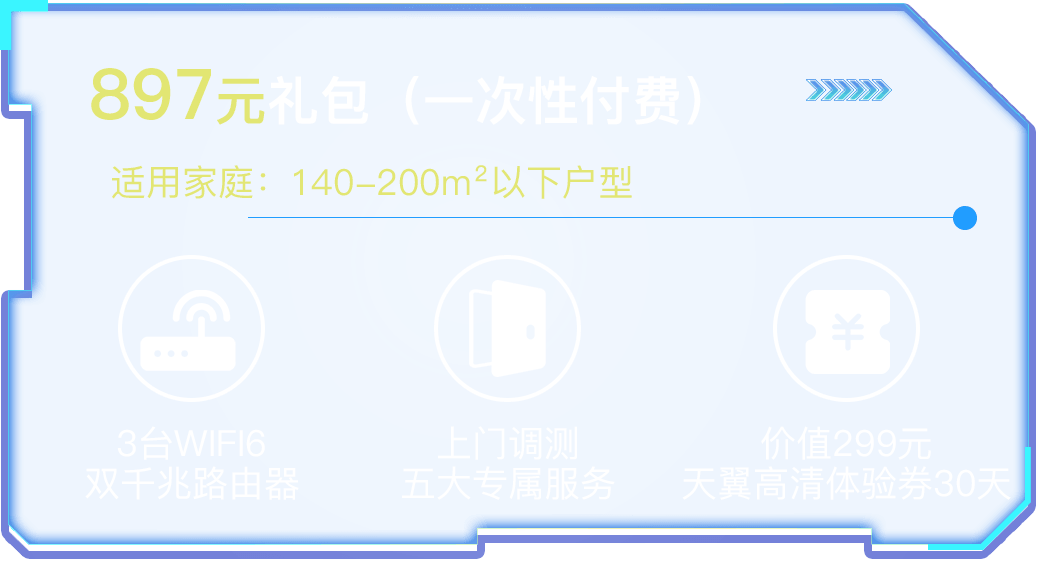 897元礼包（一次性付费）
适用家庭：140-200m²以下户型
3台WIFI6
双千兆路由器
上门调测
五大专属服务
价值299元
天翼高清体验券30天